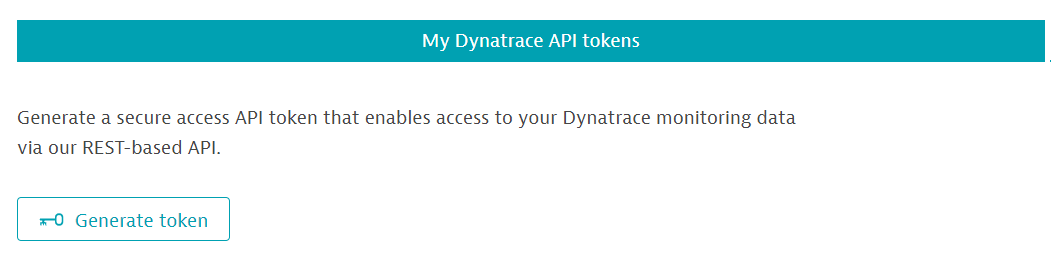 My Dynatrace API tokens
Generate a secure access API token that enables access to your Dynatrace monitoring data
via our REST-based API.
Generate token